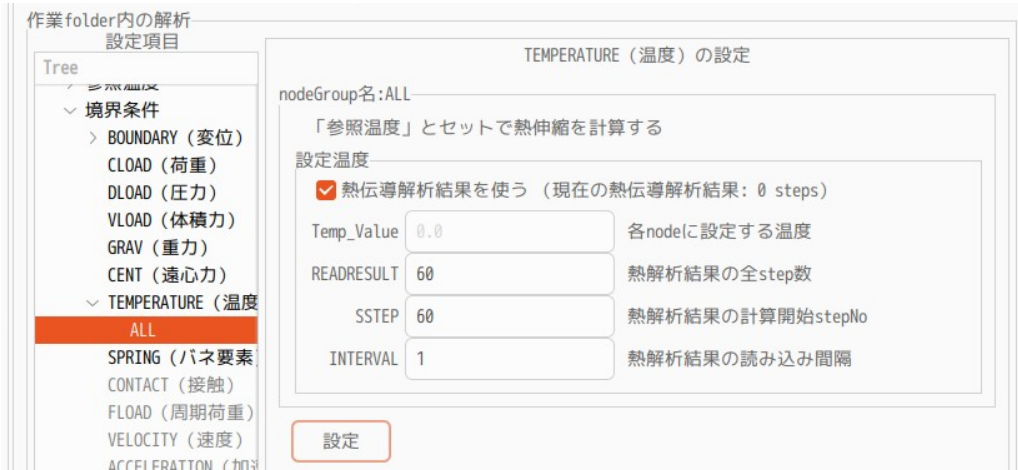 作業folder内の解析
設定項目
Tree
参照温度
境界条件
BOUNDARY (変位)
CLOAD (荷重)
DLOAD (圧力)
VLOAD (体積力)
GRAV (重力)
CENT (遠心力)
TEMPERATURE (温度
ALL
SPRING (バネ要素
CONTACT (接触)
FLOAD (周期荷重)
VELOCITY (速度)
ACCELERATION (加速
TEMPERATURE (温度) の設定
nodeGroup名:ALL
「参照温度」とセットで熱伸縮を計算する
設定温度
熱伝導解析結果を使う (現在の熱伝導解析結果: 0 steps)
Temp_Value 0.0 各nodeに設定する温度
READRESULT 60 熱解析結果の全step数
SSTEP 60 熱解析結果の計算開始stepNo
INTERVAL 1 熱解析結果の読み込み間隔
設定